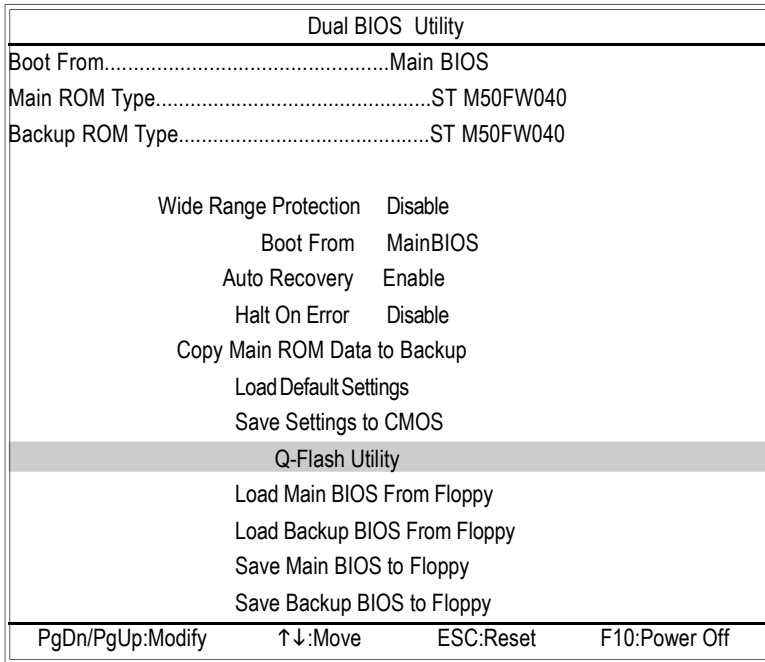 Dual BIOS Utility
Boot From.................................................Main BIOS
Main ROM Type...............................................ST M50FW040
Backup ROM Type...........................................ST M50FW040
Wide Range Protection Disable
Boot From MainBIOS
Auto Recovery Enable
Halt On Error Disable
Copy Main ROM Data to Backup
Load Default Settings
Save Settings to CMOS
Q-Flash Utility
Load Main BIOS From Floppy
Load Backup BIOS From Floppy
Save Main BIOS to Floppy
Save Backup BIOS to Floppy
PgDn/PgUp:Modify ↑↓:Move ESC:Reset F10:Power Off